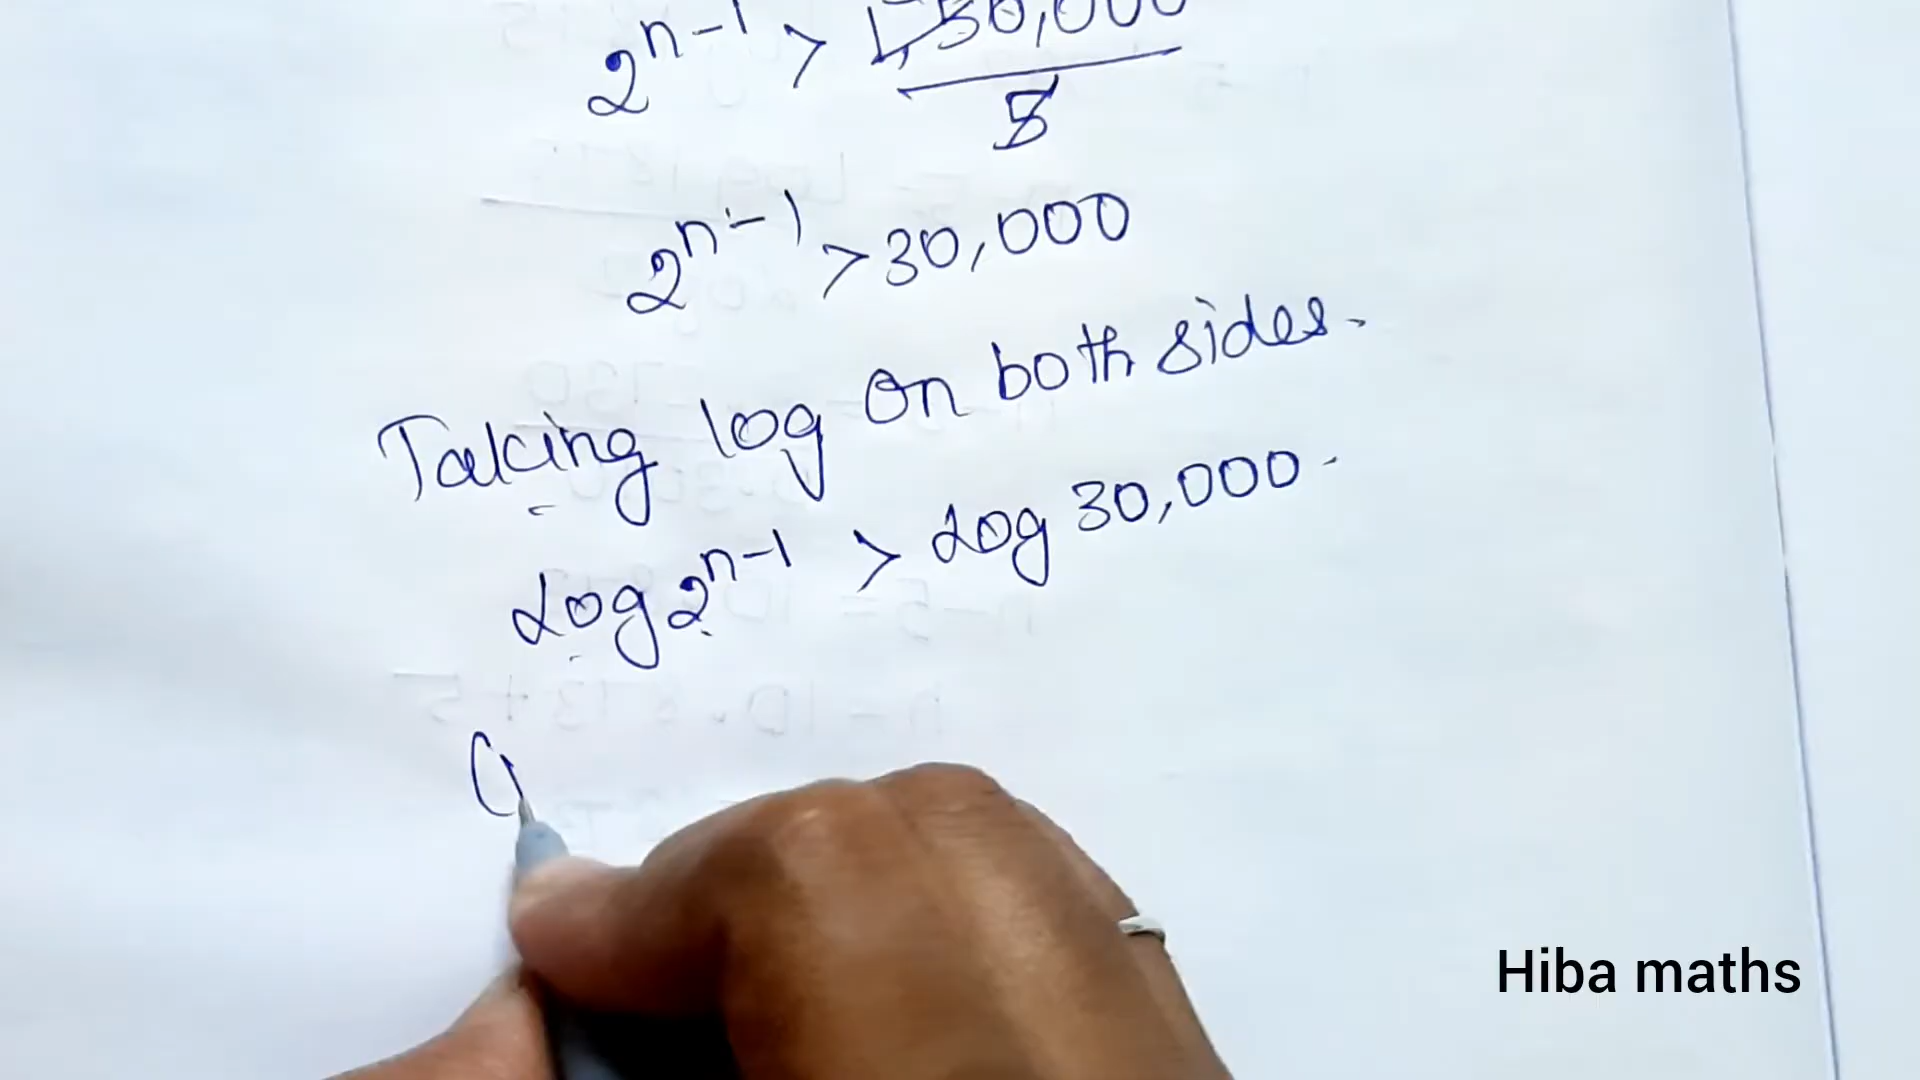 2^{n-1} > 1,50,000 / 5
2^{n-1} > 30,000
Taking log on both sides.
Log 2^{n-1} > Log 30,000.
(
Hiba maths